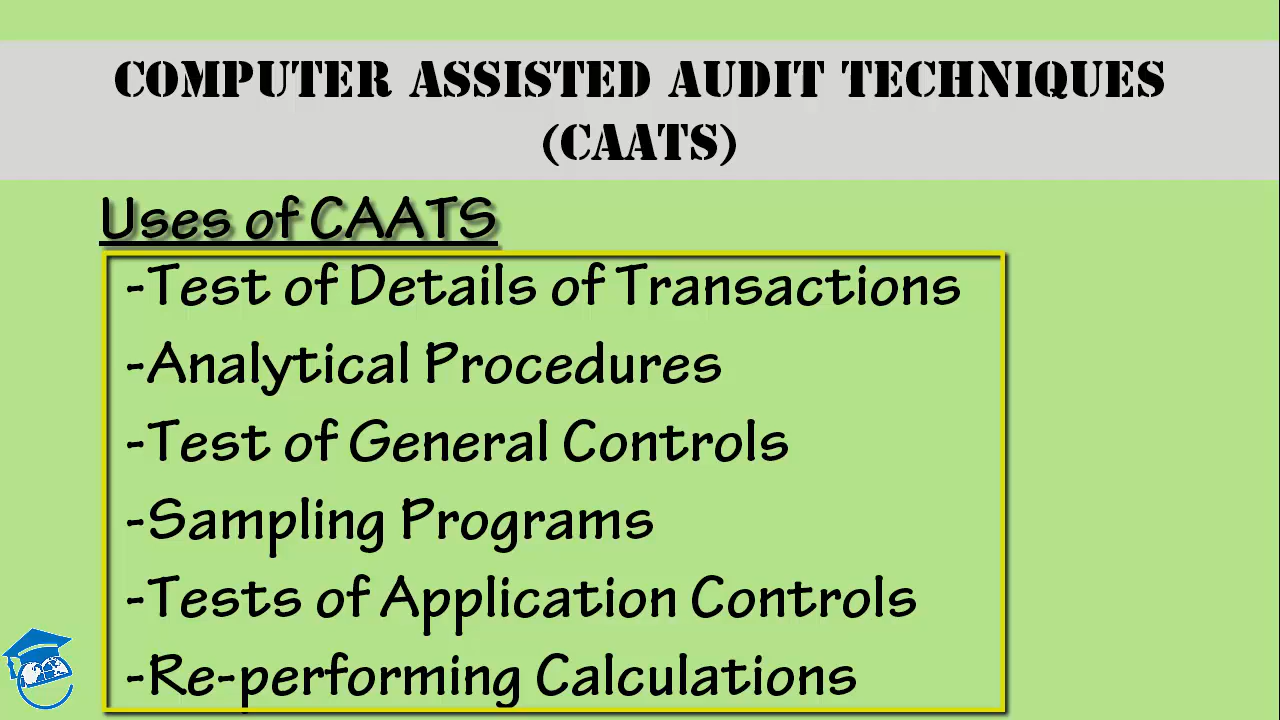 COMPUTER ASSISTED AUDIT TECHNIQUES
(CAATS)
Uses of CAATS
-Test of Details of Transactions
-Analytical Procedures
-Test of General Controls
-Sampling Programs
-Tests of Application Controls
-Re-performing Calculations